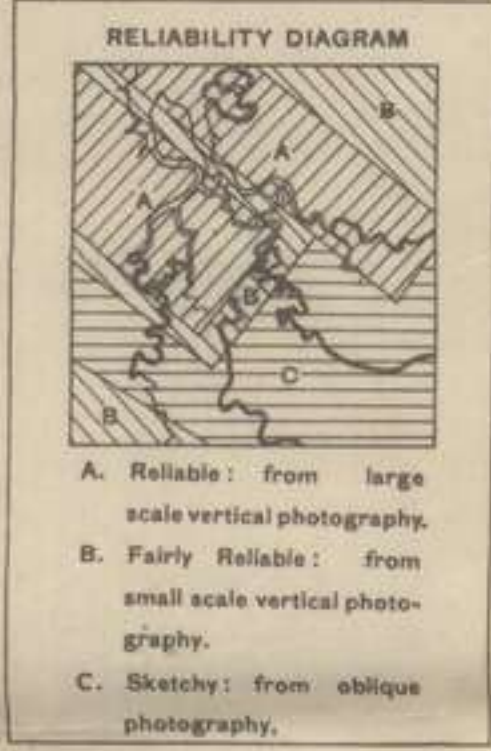 RELIABILITY DIAGRAM
B
A
A
B
C
B
A. Reliable: from large
scale vertical photography.
B. Fairly Reliable: from
small scale vertical photo-
graphy.
C. Sketchy: from oblique
photography.